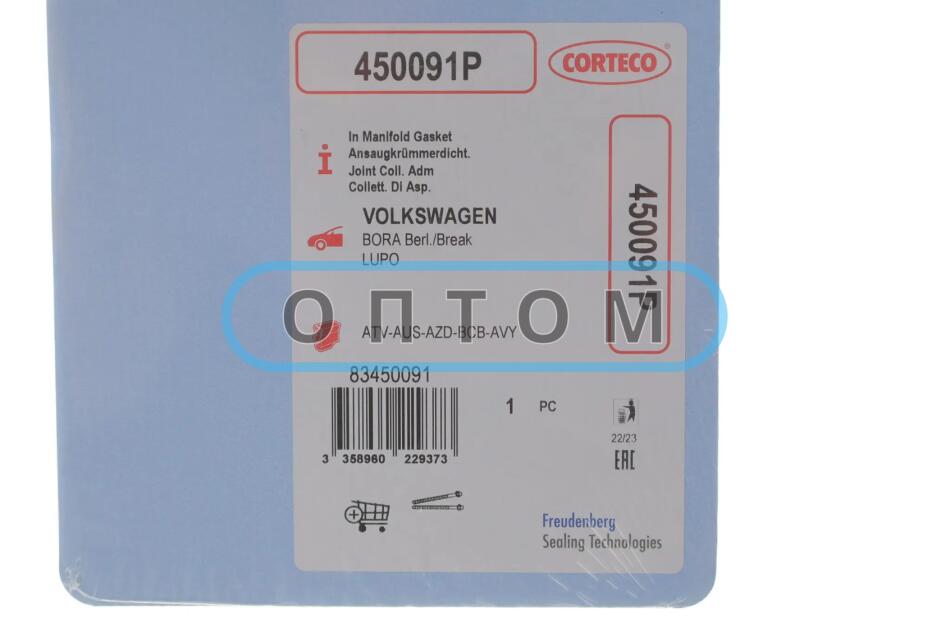 450091P
CORTECO®
In Manifold Gasket
Ansaugkrümmerdicht.
Joint Coll. Adm
Collett. Di Asp.
450091P
VOLKSWAGEN
BORA Berl./Break
LUPO
ОПТОМ
ATV-AUS-AZD-BCB-AVY
83450091
1 PC
3 358960 229373
22/23
EAC
Freudenberg
Sealing Technologies